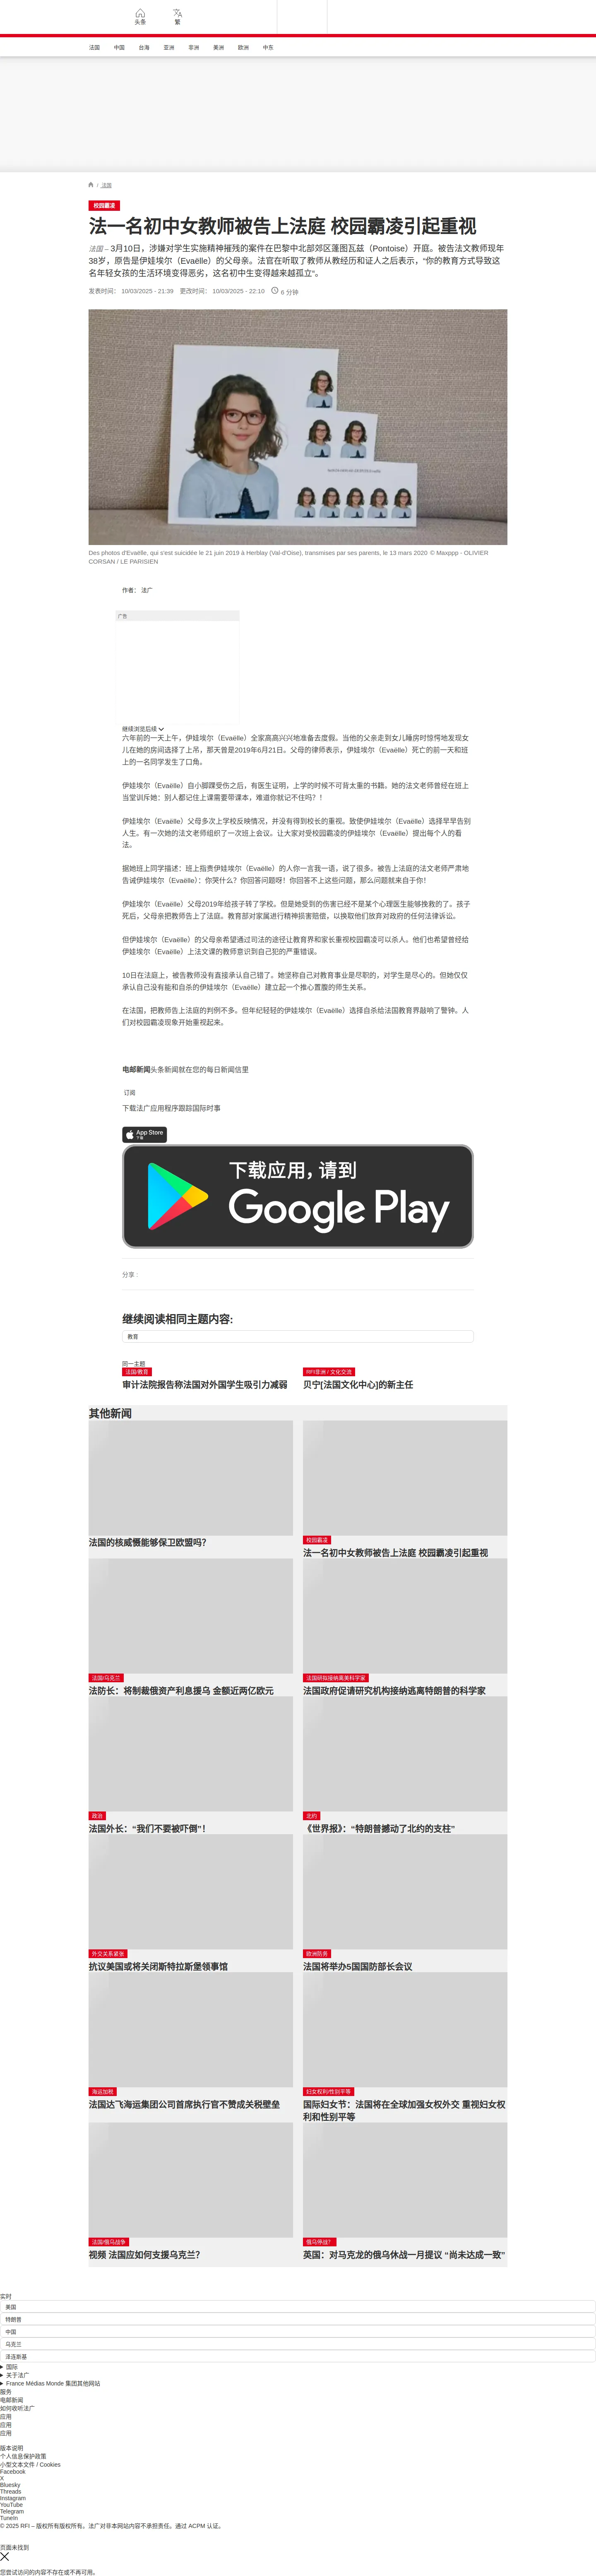 头条
繁
法国
中国
台海
亚洲
非洲
美洲
欧洲
中东
/ 法国
校园霸凌
法一名初中女教师被告上法庭 校园霸凌引起重视
法国 – 3月10日，涉嫌对学生实施精神摧残的案件在巴黎中北部郊区蓬图瓦兹（Pontoise）开庭。被告法文教师现年
38岁，原告是伊娃埃尔（Evaëlle）的父母亲。法官在听取了教师从教经历和证人之后表示，“你的教育方式导致这
名年轻女孩的生活环境变得恶劣，这名初中生变得越来越孤立”。
发表时间： 10/03/2025 - 21:39 更改时间： 10/03/2025 - 22:10 6 分钟
Des photos d'Evaëlle, qui s'est suicidée le 21 juin 2019 à Herblay (Val-d'Oise), transmises par ses parents, le 13 mars 2020 © Maxppp - OLIVIER
CORSAN / LE PARISIEN
作者： 法广
广告
继续浏览后续
六年前的一天上午，伊娃埃尔（Evaëlle）全家高高兴兴地准备去度假。当他的父亲走到女儿睡房时惊愕地发现女
儿在她的房间选择了上吊，那天曾是2019年6月21日。父母的律师表示，伊娃埃尔（Evaëlle）死亡的前一天和班
上的一名同学发生了口角。
伊娃埃尔（Evaëlle）自小脚踝受伤之后，有医生证明，上学的时候不可背太重的书籍。她的法文老师曾经在班上
当堂训斥她：别人都记住上课需要带课本，难道你就记不住吗？！
伊娃埃尔（Evaëlle）父母多次上学校反映情况，并没有得到校长的重视。致使伊娃埃尔（Evaëlle）选择早早告别
人生。有一次她的法文老师组织了一次班上会议。让大家对受校园霸凌的伊娃埃尔（Evaëlle）提出每个人的看
法。
据她班上同学描述：班上指责伊娃埃尔（Evaëlle）的人你一言我一语，说了很多。被告上法庭的法文老师严肃地
告诫伊娃埃尔（Evaëlle）：你哭什么？你回答问题呀！你回答不上这些问题，那么问题就来自于你！
伊娃埃尔（Evaëlle）父母2019年给孩子转了学校。但是她受到的伤害已经不是某个心理医生能够挽救的了。孩子
死后，父母亲把教师告上了法庭。教育部对家属进行精神损害赔偿，以换取他们放弃对政府的任何法律诉讼。
但伊娃埃尔（Evaëlle）的父母亲希望通过司法的途径让教育界和家长重视校园霸凌可以杀人。他们也希望曾经给
伊娃埃尔（Evaëlle）上法文课的教师意识到自己犯的严重错误。
10日在法庭上，被告教师没有直接承认自己错了。她坚称自己对教育事业是尽职的，对学生是尽心的。但她仅仅
承认自己没有能和自杀的伊娃埃尔（Evaëlle）建立起一个推心置腹的师生关系。
在法国，把教师告上法庭的判例不多。但年纪轻轻的伊娃埃尔（Evaëlle）选择自杀给法国教育界敲响了警钟。人
们对校园霸凌现象开始重视起来。
电邮新闻头条新闻就在您的每日新闻信里
订阅
下载法广应用程序跟踪国际时事
App Store
下载
下载应用，请到
Google Play
分享 :
继续阅读相同主题内容:
教育
同一主题
法国/教育
审计法院报告称法国对外国学生吸引力减弱
RFI非洲 / 文化交流
贝宁[法国文化中心]的新主任
其他新闻
法国的核威慑能够保卫欧盟吗？
校园霸凌
法一名初中女教师被告上法庭 校园霸凌引起重视
法国/乌克兰
法防长：将制裁俄资产利息援乌 金额近两亿欧元
法国研拟接纳离美科学家
法国政府促请研究机构接纳逃离特朗普的科学家
政治
法国外长：“我们不要被吓倒”！
北约
《世界报》：“特朗普撼动了北约的支柱”
外交关系紧张
抗议美国或将关闭斯特拉斯堡领事馆
欧洲防务
法国将举办5国国防部长会议
海运加税
法国达飞海运集团公司首席执行官不赞成关税壁垒
妇女权利/性别平等
国际妇女节：法国将在全球加强女权外交 重视妇女权
利和性别平等
法国/俄乌战争
视频 法国应如何支援乌克兰？
俄乌停战?
英国：对马克龙的俄乌休战一月提议 “尚未达成一致”
实时
美国
特朗普
中国
乌克兰
泽连斯基
国际
关于法广
France Médias Monde 集团其他网站
服务
电邮新闻
如何收听法广
应用
应用
应用
版本说明
个人信息保护政策
小型文本文件 / Cookies
Facebook
X
Bluesky
Threads
Instagram
YouTube
Telegram
TuneIn
© 2025 RFI – 版权所有版权所有。法广对非本网站内容不承担责任。通过 ACPM 认证。
页面未找到
您尝试访问的内容不存在或不再可用。